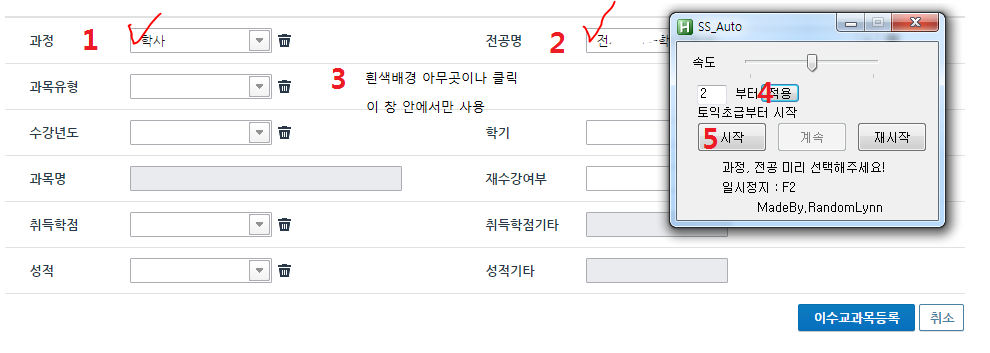 과정 1 학사
전공명 2 전
SS_Auto
속도
과목유형
3 흰색배경 아무곳이나 클릭
이 창 안에서만 사용
2 부터 4 적용
토익초급부터 시작
수강년도
학기
5 시작 계속 재시작
과목명
재수강여부
과정, 전공 미리 선택해주세요!
일시정지 : F2
MadeBy.RandomLynn
취득학점
취득학점기타
성적
성적기타
이수교과목등록 취소